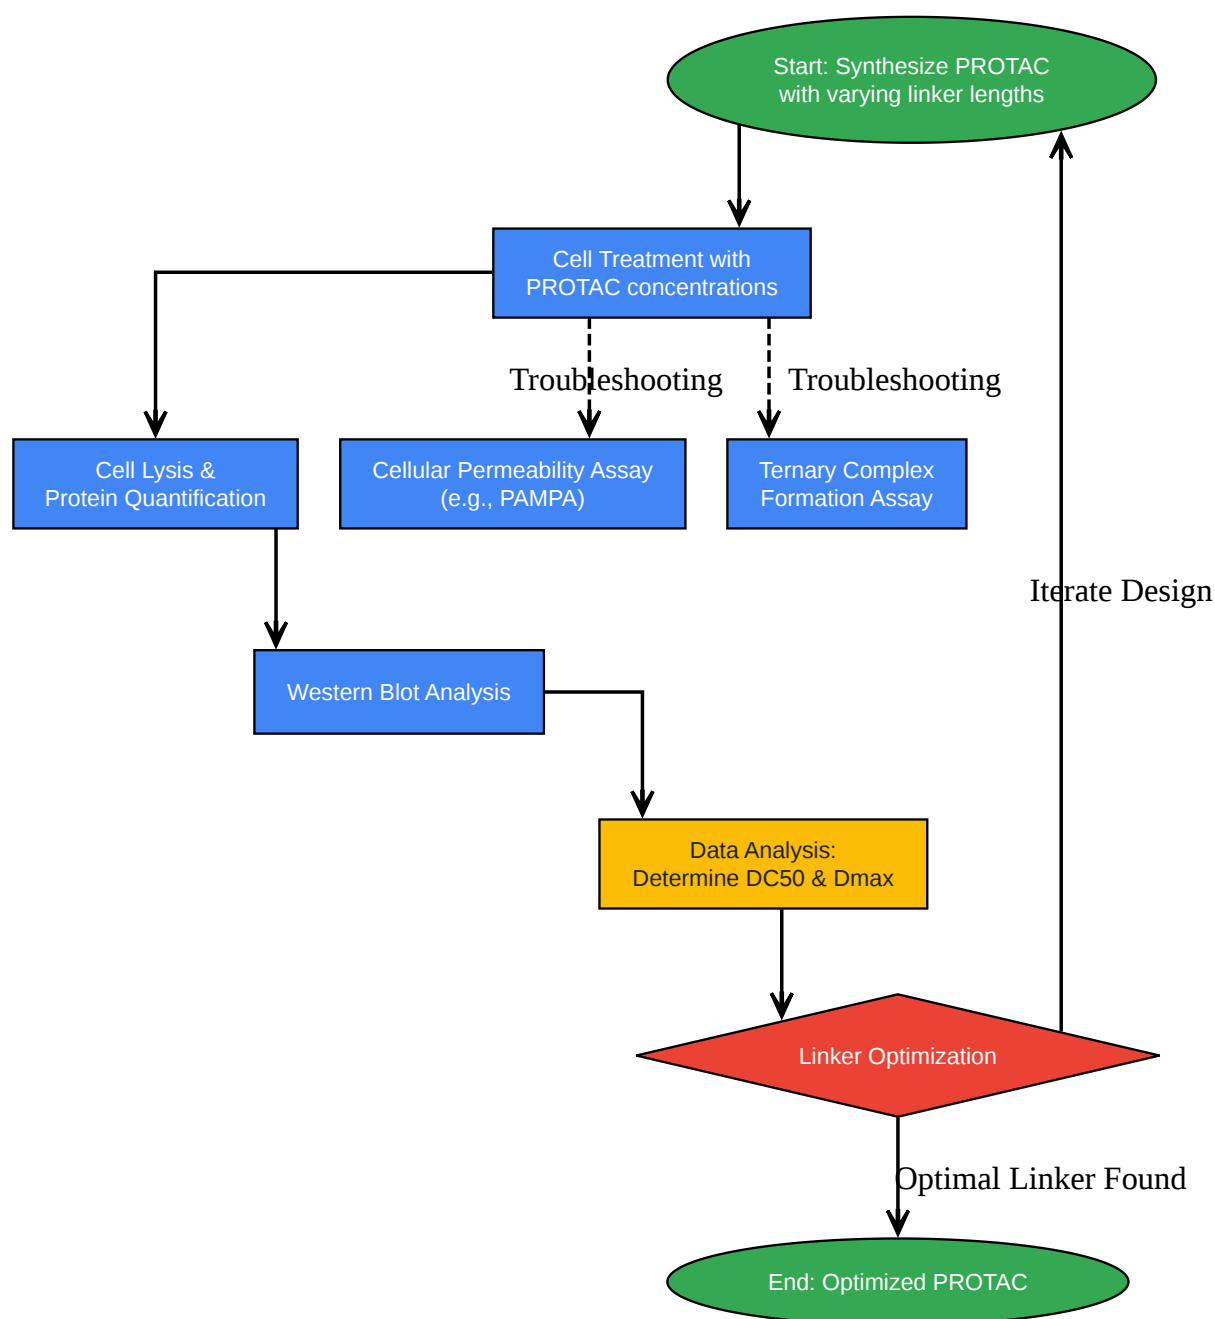 Start: Synthesize PROTAC
with varying linker lengths
Cell Treatment with
PROTAC concentrations
Troubleshooting
Troubleshooting
Cell Lysis &
Protein Quantification
Cellular Permeability Assay
(e.g., PAMPA)
Ternary Complex
Formation Assay
Iterate Design
Western Blot Analysis
Data Analysis:
Determine DC50 & Dmax
Linker Optimization
Optimal Linker Found
End: Optimized PROTAC